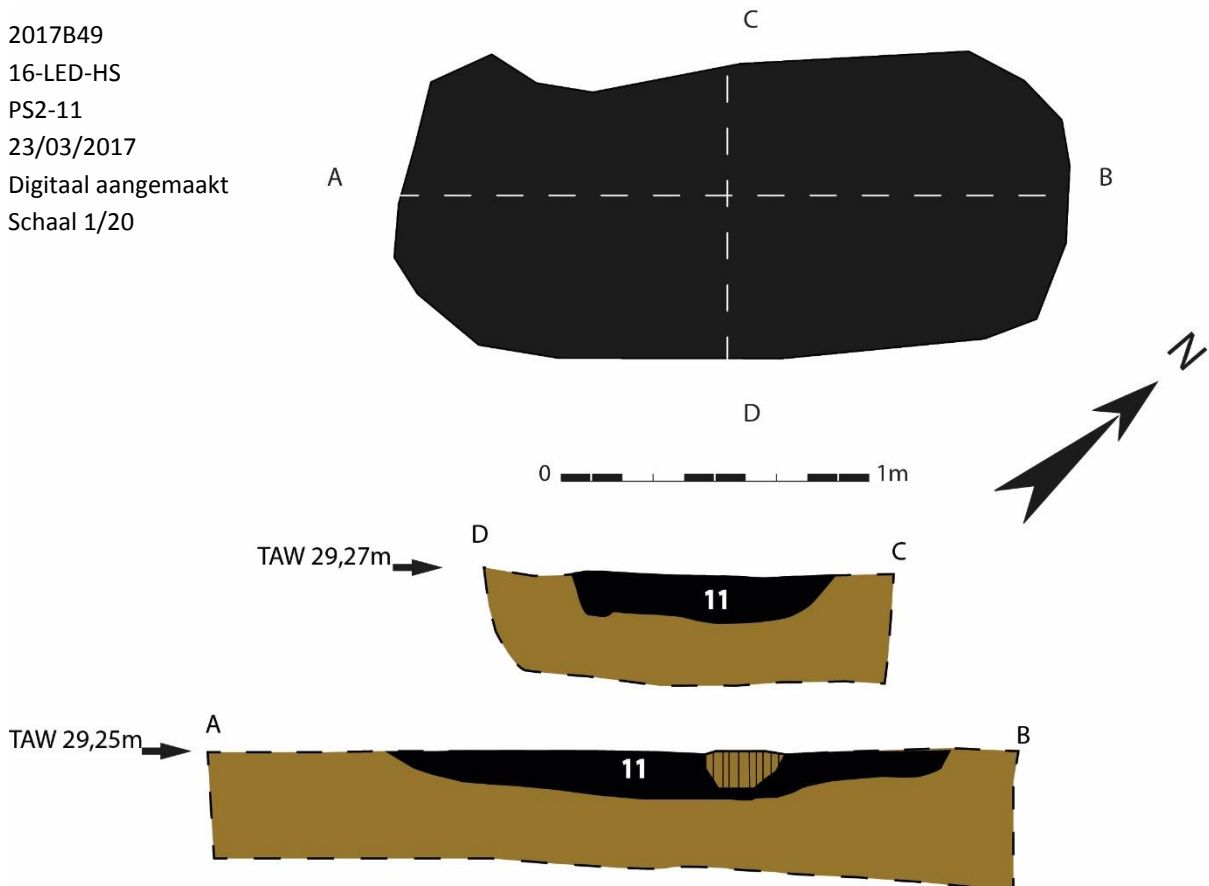 2017B49
16-LED-HS
PS2-11
23/03/2017
Digitaal aangemaakt
Schaal 1/20
C
A
B
D
N
0 1m
D
C
TAW 29,27m
11
A
B
TAW 29,25m
11